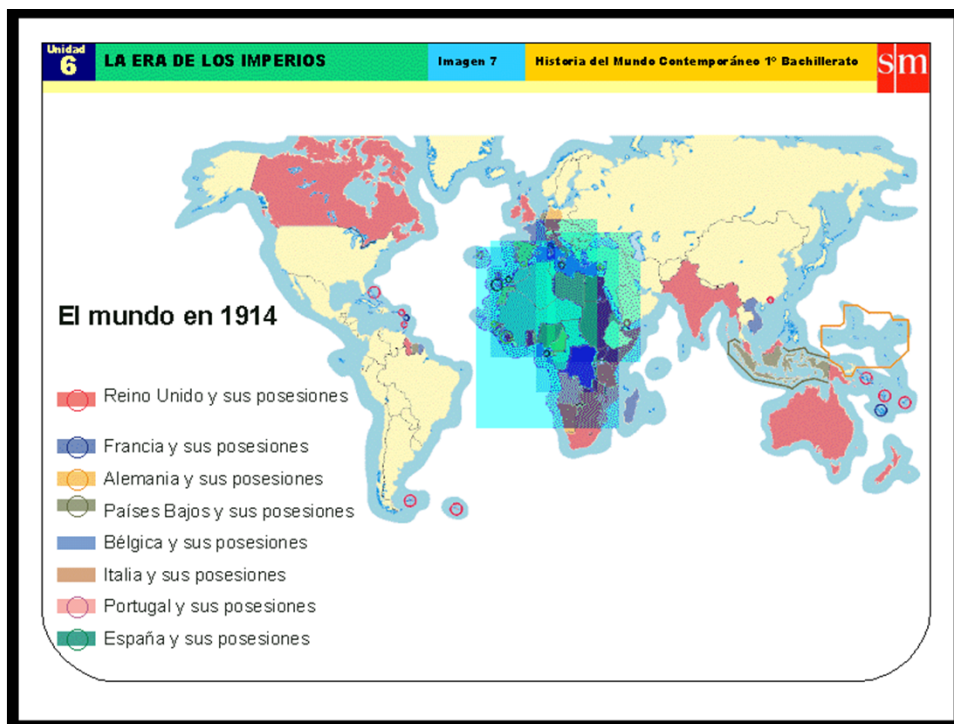 Unidad
6
LA ERA DE LOS IMPERIOS
Imagen 7
Historia del Mundo Contemporáneo 1º Bachillerato
sm
El mundo en 1914
Reino Unido y sus posesiones
Francia y sus posesiones
Alemania y sus posesiones
Países Bajos y sus posesiones
Bélgica y sus posesiones
Italia y sus posesiones
Portugal y sus posesiones
España y sus posesiones